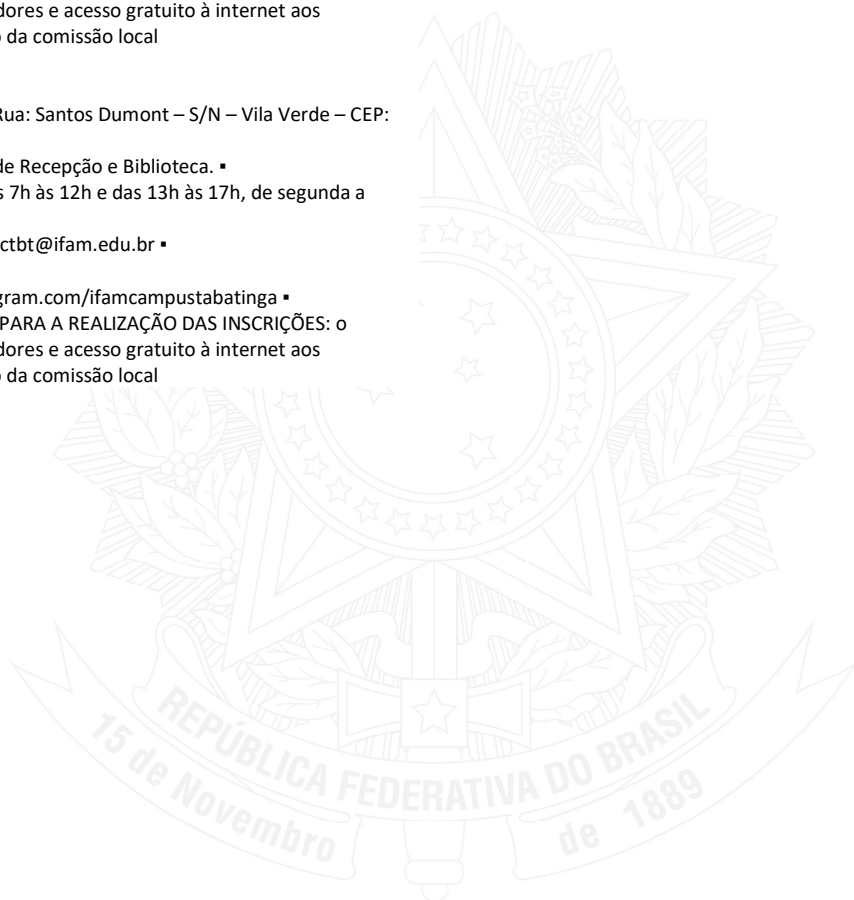 dores e acesso gratuito à internet aos
o da comissão local
Rua: Santos Dumont – S/N – Vila Verde – CEP:
de Recepção e Biblioteca. ▪
s 7h às 12h e das 13h às 17h, de segunda a
ctbt@ifam.edu.br ▪
gram.com/ifamcampustabatinga ▪
PARA A REALIZAÇÃO DAS INSCRIÇÕES: o
dores e acesso gratuito à internet aos
o da comissão local
REPÚBLICA FEDERATIVA DO BRASIL
15 de Novembro de 1889